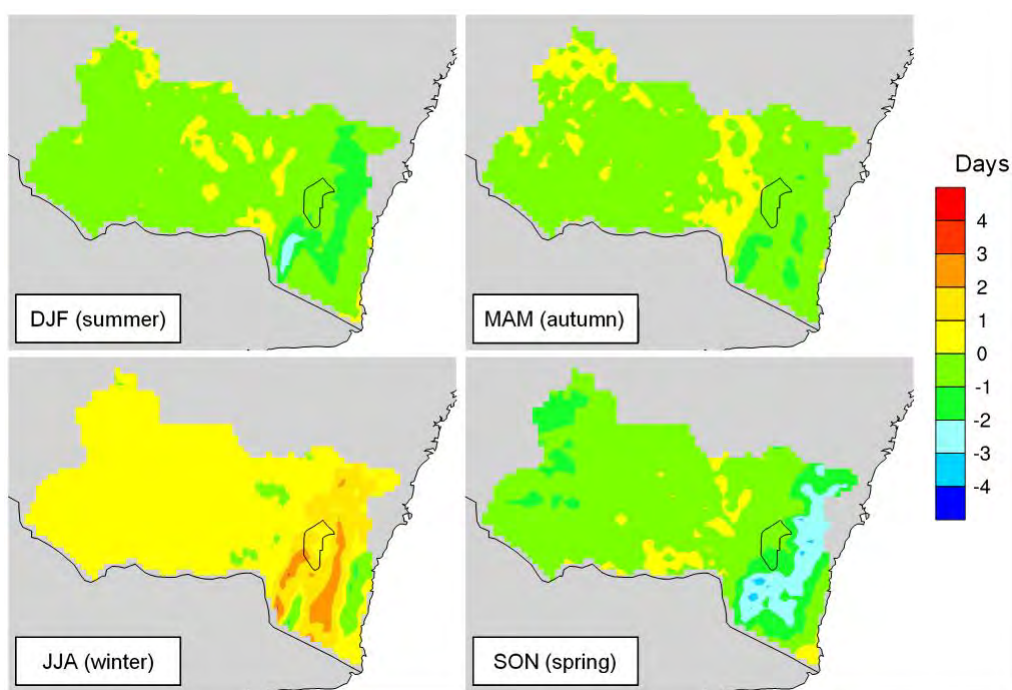 Days
4
3
2
1
0
-1
-2
-3
-4
DJF (summer)
MAM (autumn)
JJA (winter)
SON (spring)